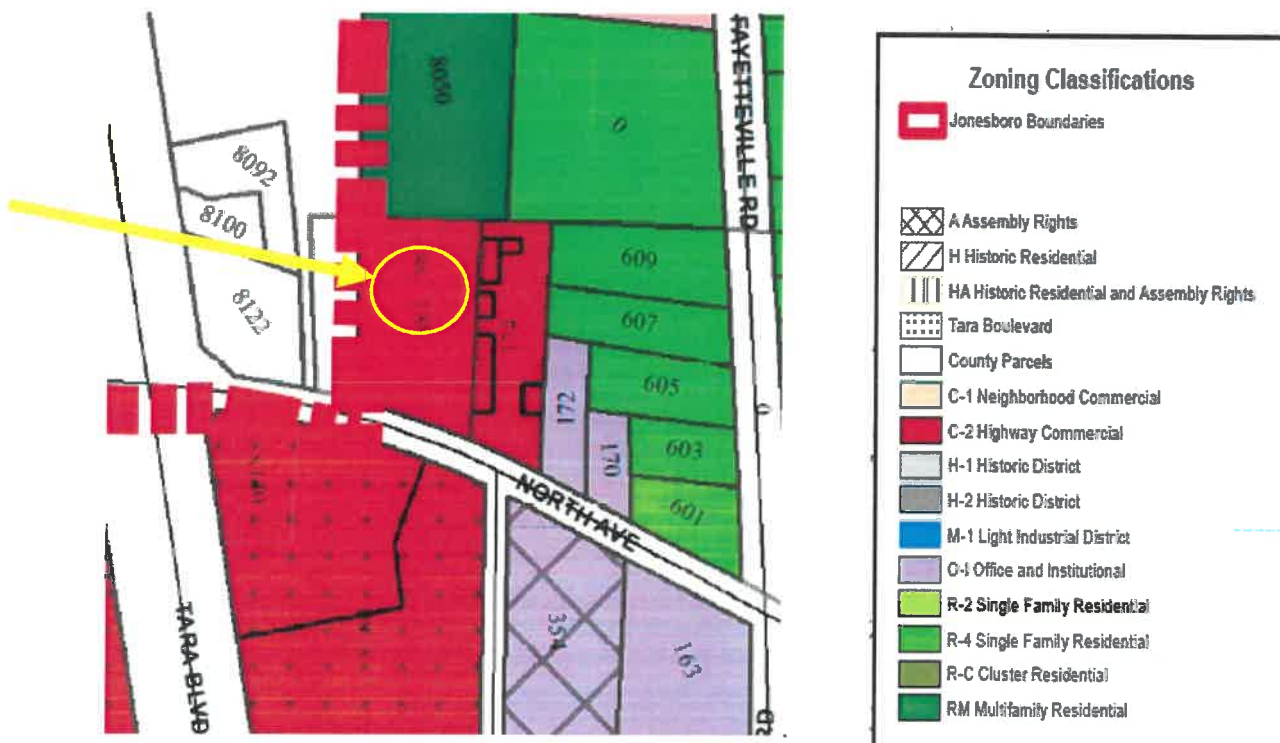 8050
0
FAYETTEVILLE RD
8092
8100
8122
609
607
605
603
601
172
170
NORTH AVE
354
163
TARA BLVD
0
Zoning Classifications
Jonesboro Boundaries
A Assembly Rights
H Historic Residential
HA Historic Residential and Assembly Rights
Tara Boulevard
County Parcels
C-1 Neighborhood Commercial
C-2 Highway Commercial
H-1 Historic District
H-2 Historic District
M-1 Light Industrial District
O-I Office and Institutional
R-2 Single Family Residential
R-4 Single Family Residential
R-C Cluster Residential
RM Multifamily Residential